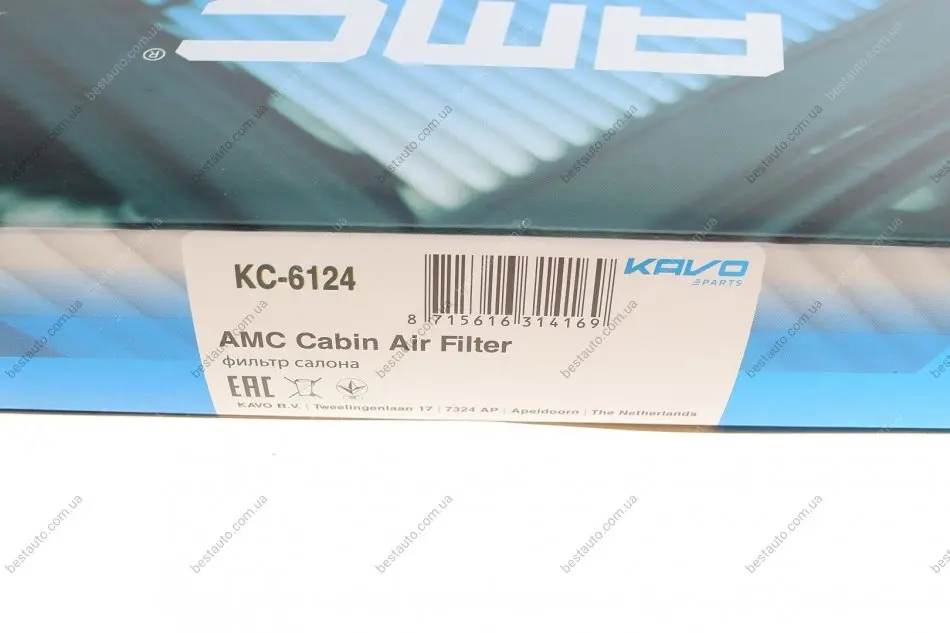 AMC
®
KC-6124
8 715616 314169
KAVO
PARTS
AMC Cabin Air Filter
фильтр салона
EAC
KAVO B.V. | Tweelingenlaan 17 | 7324 AP | Apeldoorn | The Netherlands
bestauto.com.ua